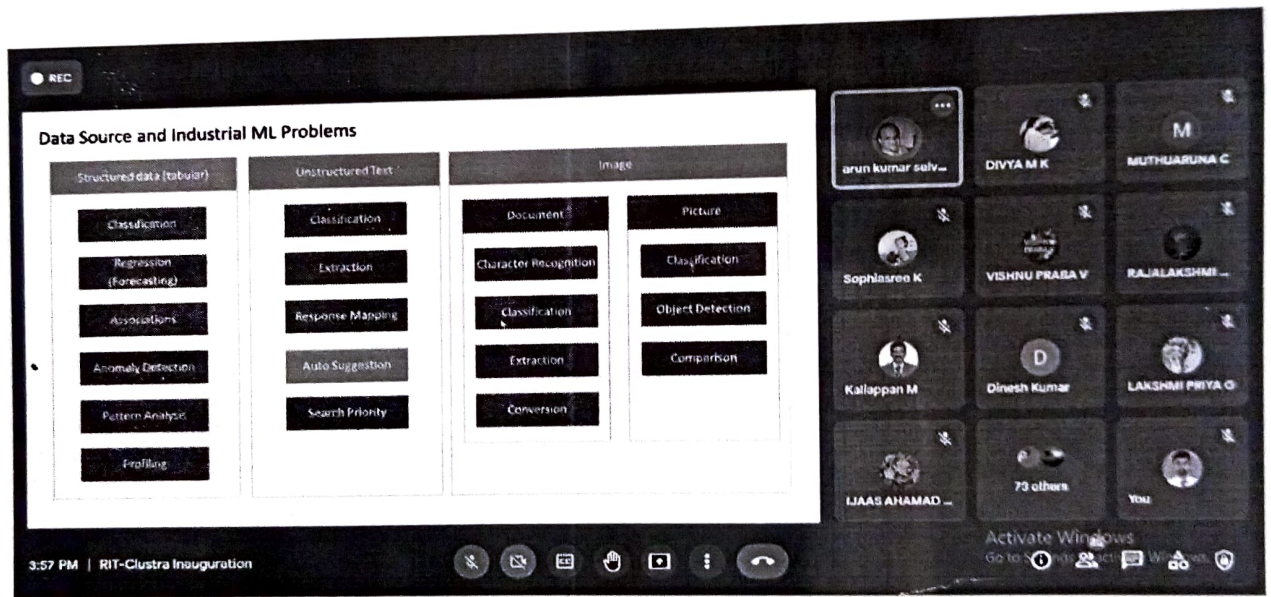 REC
Data Source and Industrial ML Problems
Structured data (tabular)
Classification
Regression
(Forecasting)
Associations
Anomaly Detection
Pattern Analysis
Profiling
Unstructured Text
Classification
Extraction
Response Mapping
Auto Suggestion
Search Priority
Image
Document
Character Recognition
Classification
Extraction
Conversion
Picture
Classification
Object Detection
Comparison
arun kumar selv...
DIVYA M K
M
MUTHUARUNA C
Sophiasree K
VISHNU PRABA V
RAJALAKSHMI ...
Kaliappan M
D
Dinesh Kumar
LAKSHMI PRIYA G
IJAAS AHAMAD ...
73 others
You
Activate Windows
Go to
3:57 PM | RIT-Clustra Inauguration